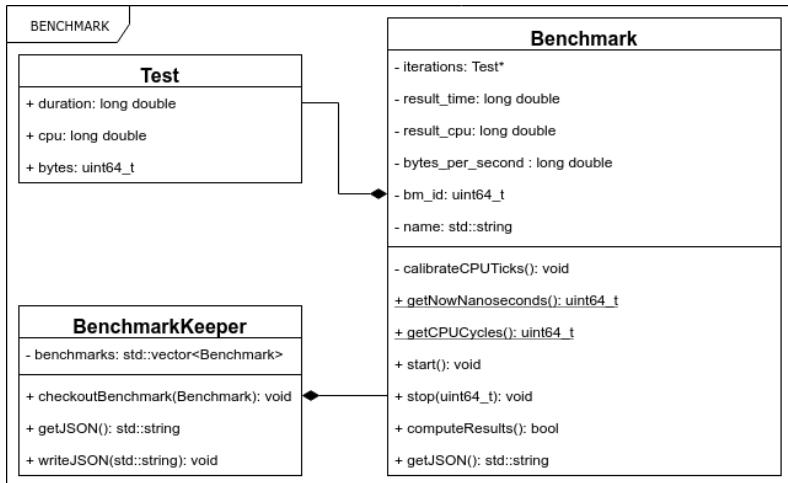 BENCHMARK
Test
+ duration: long double
+ cpu: long double
+ bytes: uint64_t
Benchmark
- iterations: Test*
- result_time: long double
- result_cpu: long double
- bytes_per_second : long double
- bm_id: uint64_t
- name: std::string
- calibrateCPUTicks(): void
+ getNowNanoseconds(): uint64_t
+ getCPUCycles(): uint64_t
+ start(): void
+ stop(uint64_t): void
+ computeResults(): bool
+ getJSON(): std::string
BenchmarkKeeper
- benchmarks: std::vector<Benchmark>
+ checkoutBenchmark(Benchmark): void
+ getJSON(): std::string
+ writeJSON(std::string): void